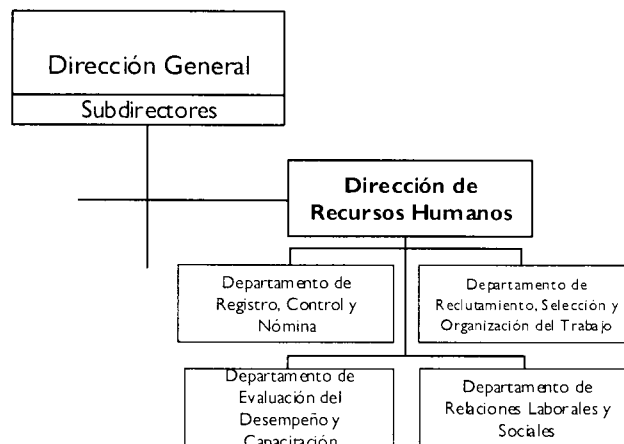 Dirección General
Subdirectores
Dirección de
Recursos Humanos
Departamento de
Registro, Control y
Nómina
Departamento de
Reclutamiento, Selección y
Organización del Trabajo
Departamento de
Evaluación del
Desempeño y
Capacitación
Departamento de
Relaciones Laborales y
Sociales